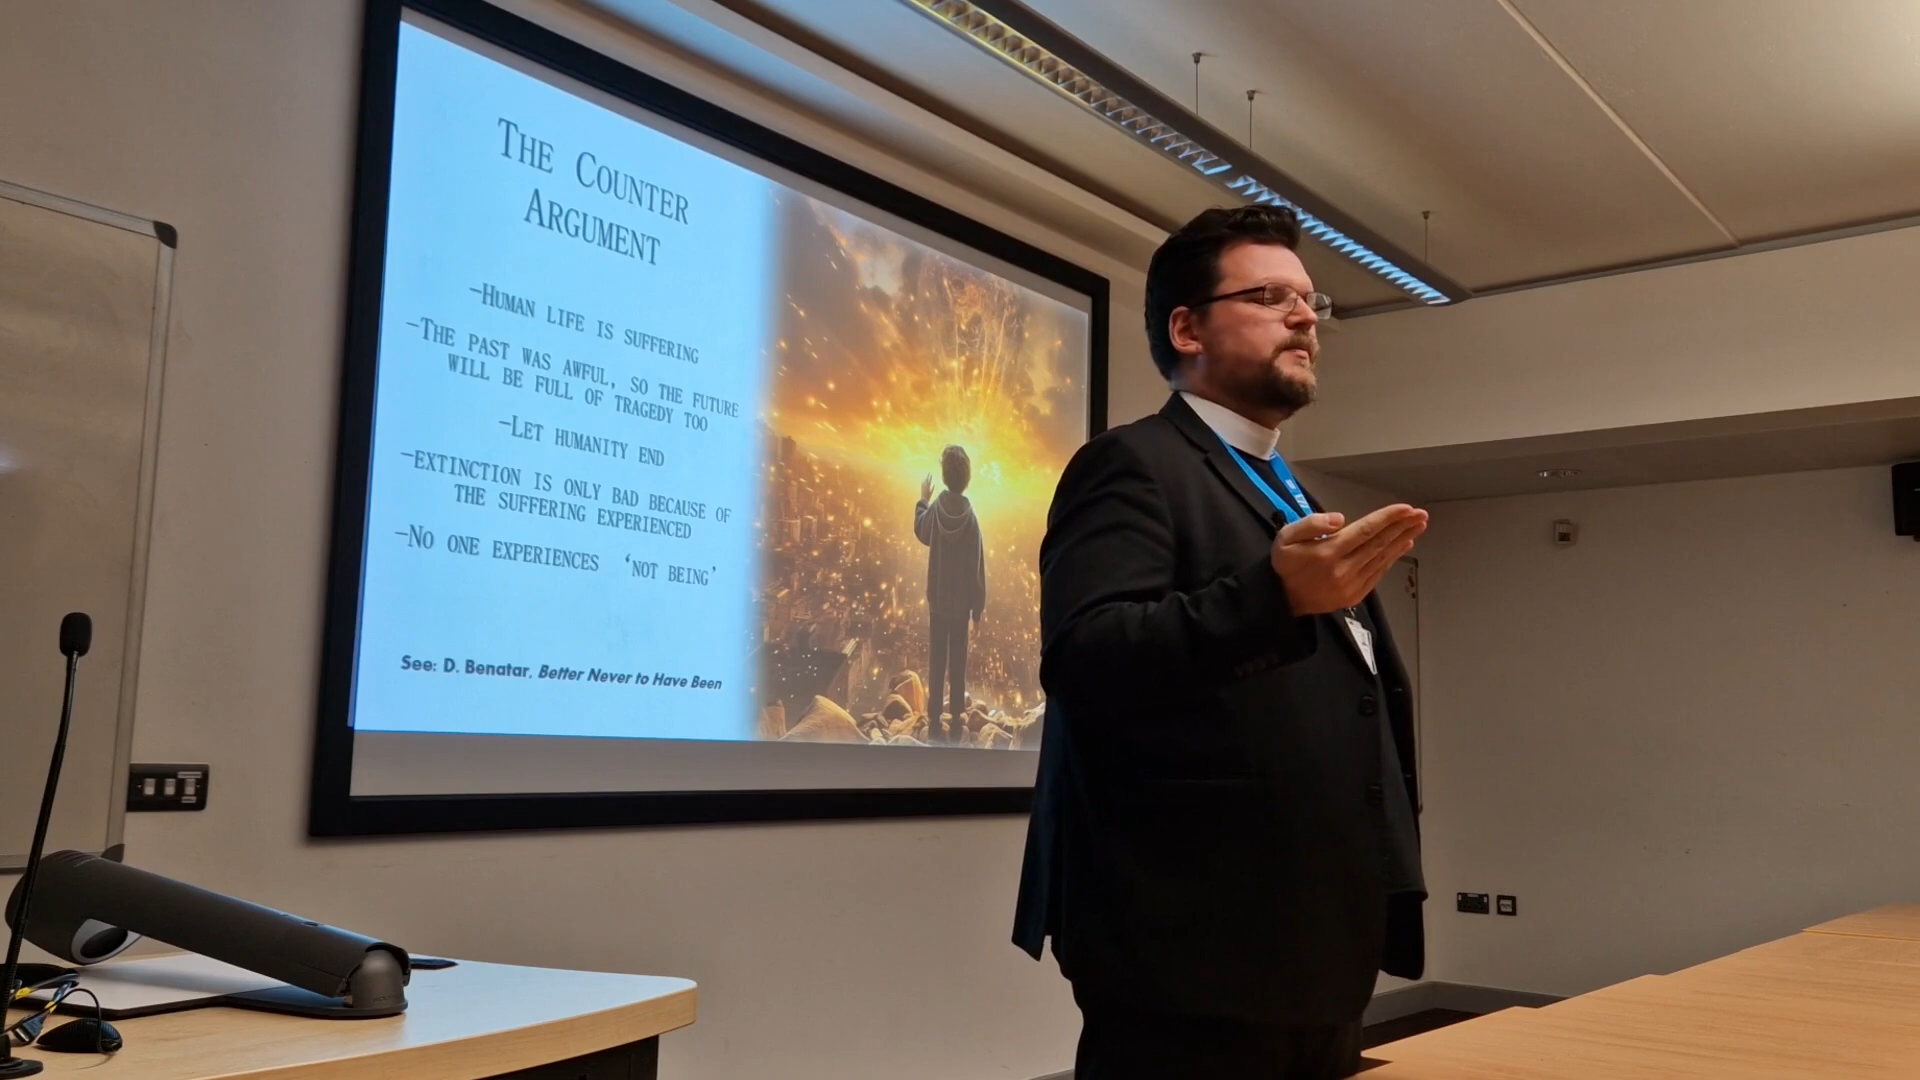 THE COUNTER
ARGUMENT
-HUMAN LIFE IS SUFFERING
-THE PAST WAS AWFUL, SO THE FUTURE
WILL BE FULL OF TRAGEDY TOO
-LET HUMANITY END
-EXTINCTION IS ONLY BAD BECAUSE OF
THE SUFFERING EXPERIENCED
-NO ONE EXPERIENCES ‘NOT BEING’
See: D. Benatar, Better Never to Have Been